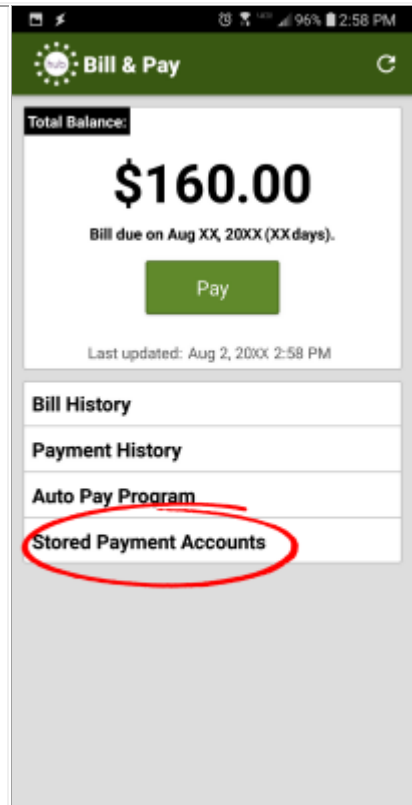 96% 2:58 PM
hub Bill & Pay
Total Balance:
$160.00
Bill due on Aug XX, 20XX (XX days).
Pay
Last updated: Aug 2, 20XX 2:58 PM
Bill History
Payment History
Auto Pay Program
Stored Payment Accounts